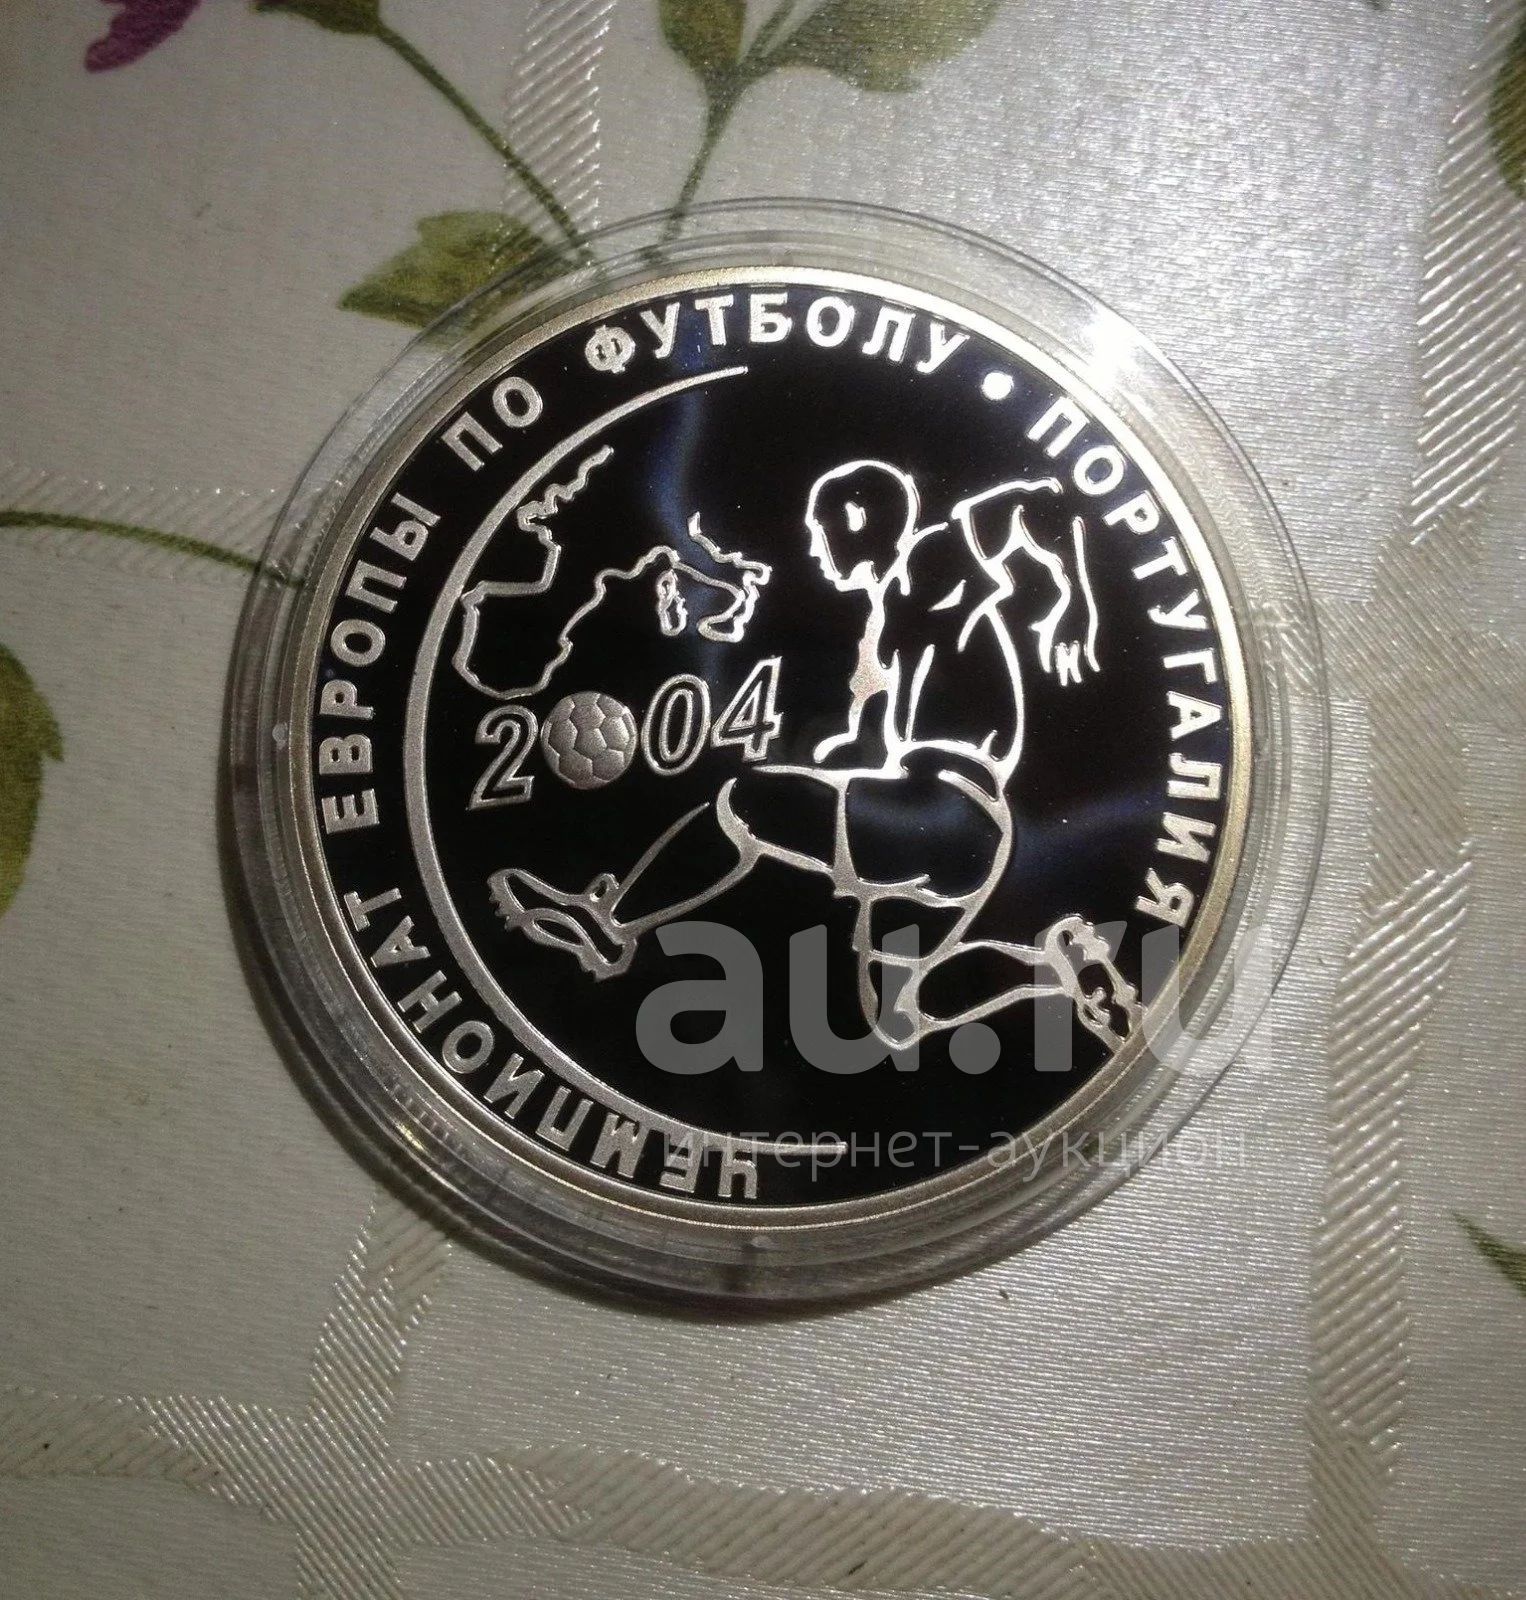 ЧЕМПИОНАТ ЕВРОПЫ ПО ФУТБОЛУ • ПОРТУГАЛИЯ
2004
au.ru
интернет-аукцион